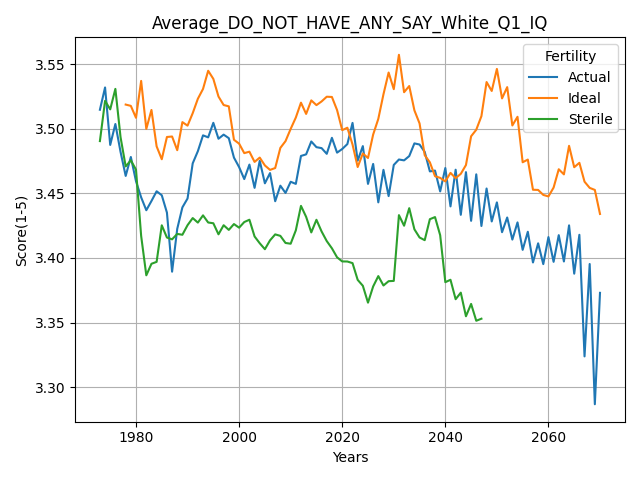 Average_DO_NOT_HAVE_ANY_SAY_White_Q1_IQ
Fertility
Actual
Ideal
Sterile
Score(1-5)
3.55
3.50
3.45
3.40
3.35
3.30
1980 2000 2020 2040 2060
Years